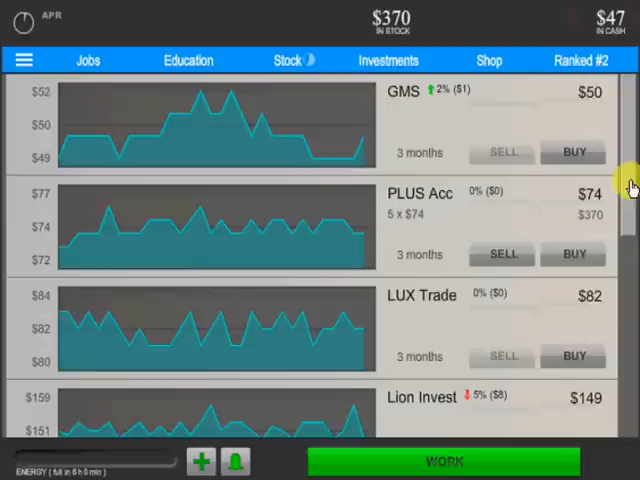 APR
$370
IN STOCK
$47
IN CASH
Jobs
Education
Stock
Investments
Shop
Ranked #2
$52
$50
$49
GMS
2% ($1)
$50
3 months
SELL
BUY
$77
$74
$72
PLUS Acc
0% ($0)
$74
5 x $74
$370
3 months
SELL
BUY
$84
$82
$80
LUX Trade
0% ($0)
$82
3 months
SELL
BUY
$159
$151
Lion Invest
5% ($8)
$149
ENERGY ( full in 6 h 0 min )
WORK